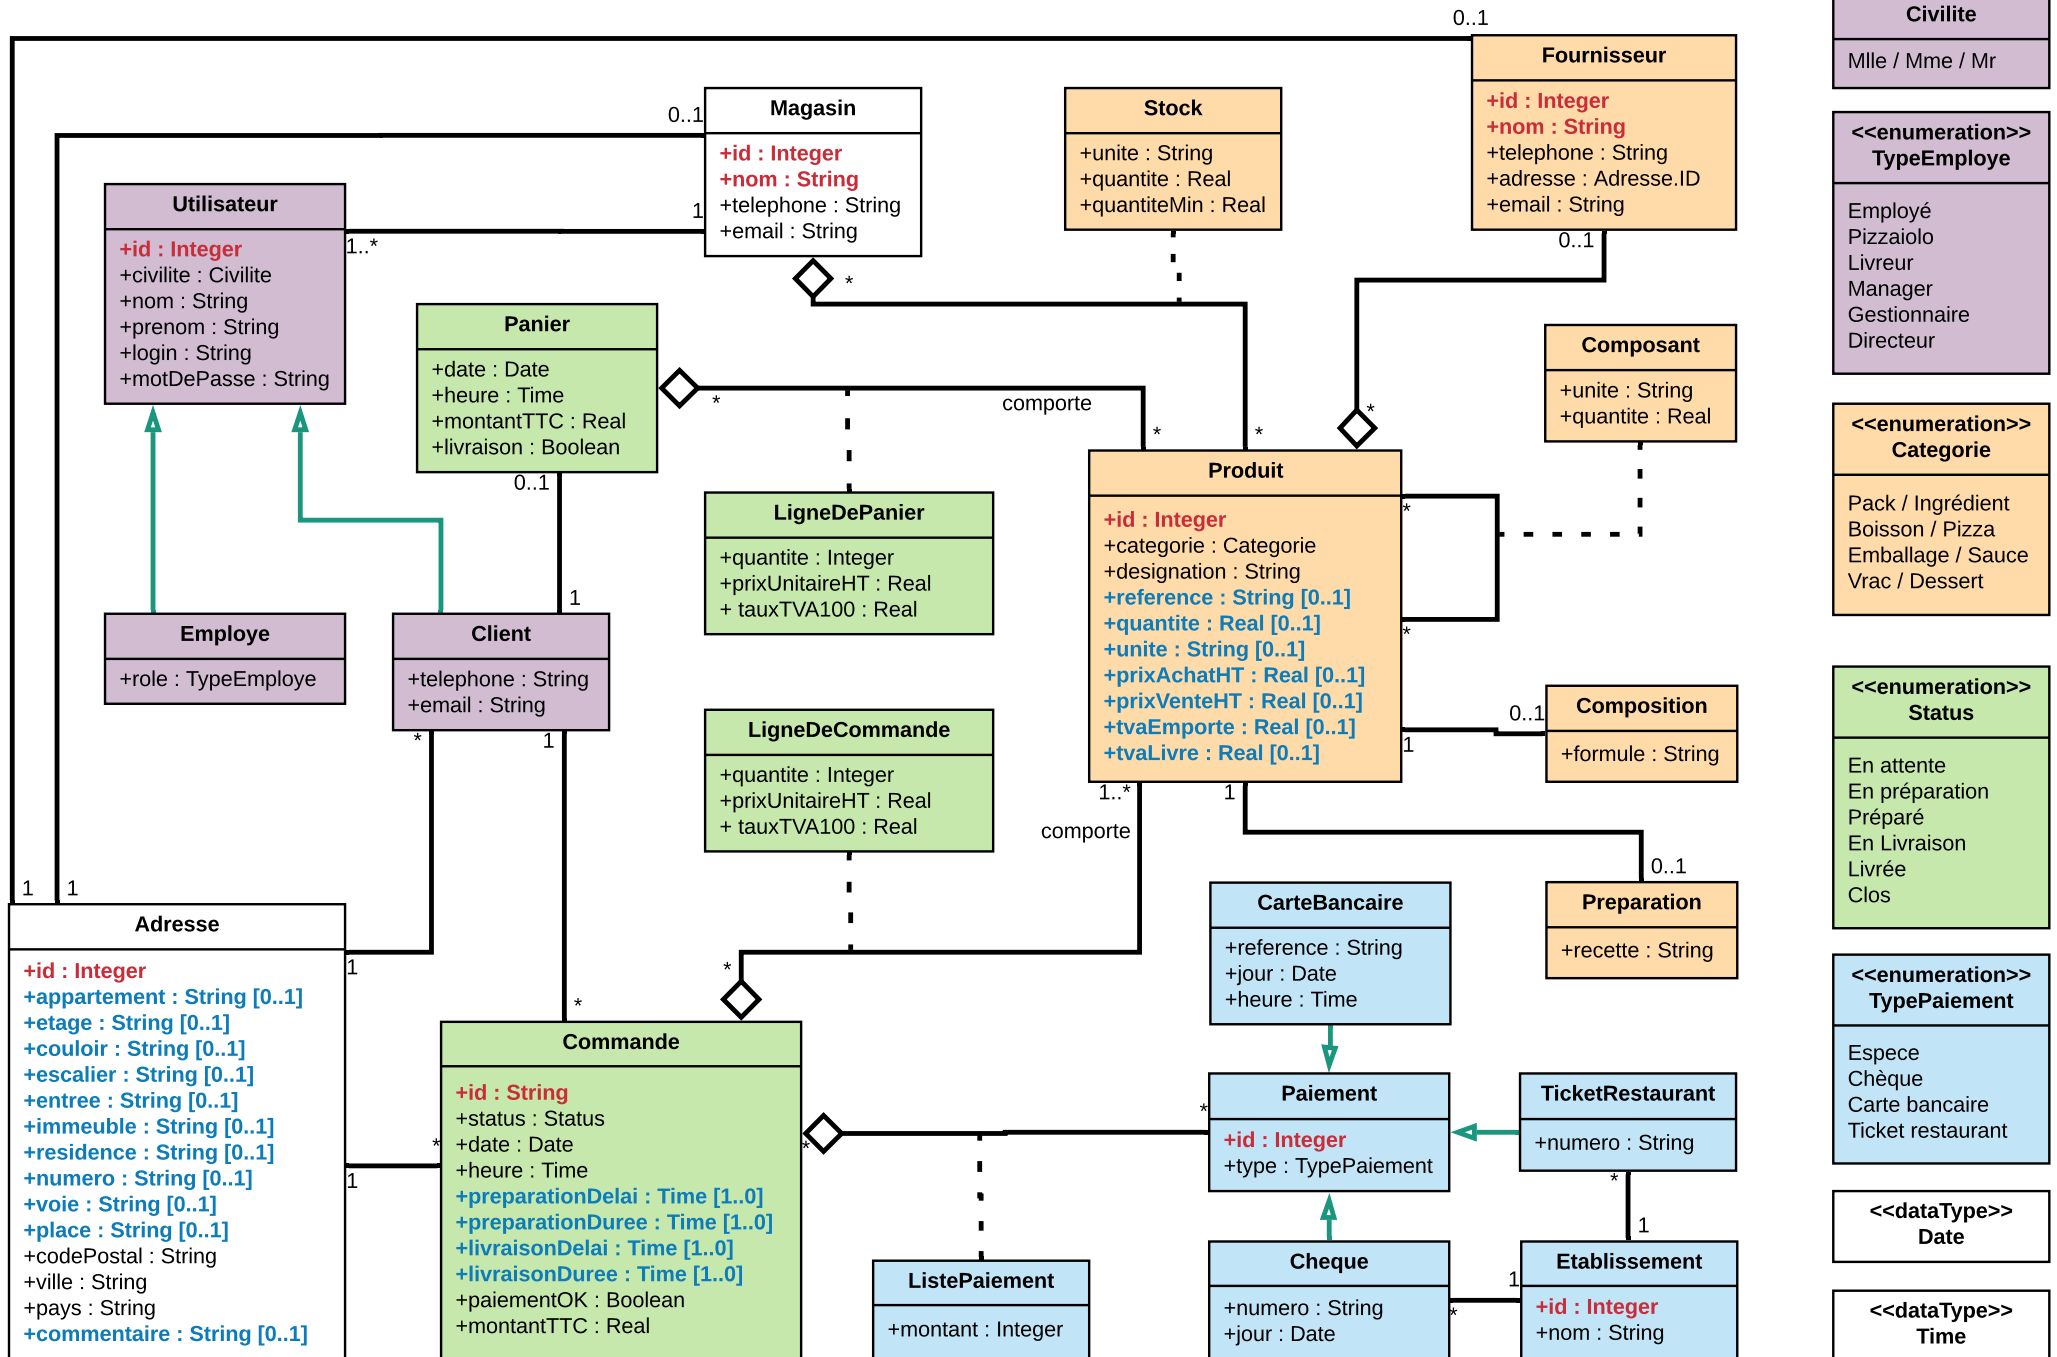 0..1
Civilite
Mlle / Mme / Mr
Fournisseur
+id : Integer
+nom : String
+telephone : String
+adresse : Adresse.ID
+email : String
0..1
0..1
Magasin
+id : Integer
+nom : String
+telephone : String
+email : String
1
*
Stock
+unite : String
+quantite : Real
+quantiteMin : Real
<<enumeration>>
TypeEmploye
Employé
Pizzaiolo
Livreur
Manager
Gestionnaire
Directeur
Utilisateur
+id : Integer
+civilite : Civilite
+nom : String
+prenom : String
+login : String
+motDePasse : String
1..*
Panier
+date : Date
+heure : Time
+montantTTC : Real
+livraison : Boolean
0..1
*
comporte
*
*
*
Composant
+unite : String
+quantite : Real
<<enumeration>>
Categorie
Pack / Ingrédient
Boisson / Pizza
Emballage / Sauce
Vrac / Dessert
LigneDePanier
+quantite : Integer
+prixUnitaireHT : Real
+ tauxTVA100 : Real
Produit
+id : Integer
+categorie : Categorie
+designation : String
+reference : String [0..1]
+quantite : Real [0..1]
+unite : String [0..1]
+prixAchatHT : Real [0..1]
+prixVenteHT : Real [0..1]
+tvaEmporte : Real [0..1]
+tvaLivre : Real [0..1]
*
*
1
0..1
1..*
1
comporte
Employe
+role : TypeEmploye
1
Client
+telephone : String
+email : String
*
1
LigneDeCommande
+quantite : Integer
+prixUnitaireHT : Real
+ tauxTVA100 : Real
Composition
+formule : String
0..1
Preparation
+recette : String
<<enumeration>>
Status
En attente
En préparation
Préparé
En Livraison
Livrée
Clos
1
1
Adresse
+id : Integer
+appartement : String [0..1]
+etage : String [0..1]
+couloir : String [0..1]
+escalier : String [0..1]
+entree : String [0..1]
+immeuble : String [0..1]
+residence : String [0..1]
+numero : String [0..1]
+voie : String [0..1]
+place : String [0..1]
+codePostal : String
+ville : String
+pays : String
+commentaire : String [0..1]
1
1
*
*
*
Commande
+id : String
+status : Status
+date : Date
+heure : Time
+preparationDelai : Time [1..0]
+preparationDuree : Time [1..0]
+livraisonDelai : Time [1..0]
+livraisonDuree : Time [1..0]
+paiementOK : Boolean
+montantTTC : Real
*
*
CarteBancaire
+reference : String
+jour : Date
+heure : Time
Paiement
+id : Integer
+type : TypePaiement
TicketRestaurant
+numero : String
*
1
ListePaiement
+montant : Integer
Cheque
+numero : String
+jour : Date
*
1
Etablissement
+id : Integer
+nom : String
<<enumeration>>
TypePaiement
Espece
Chèque
Carte bancaire
Ticket restaurant
<<dataType>>
Date
<<dataType>>
Time